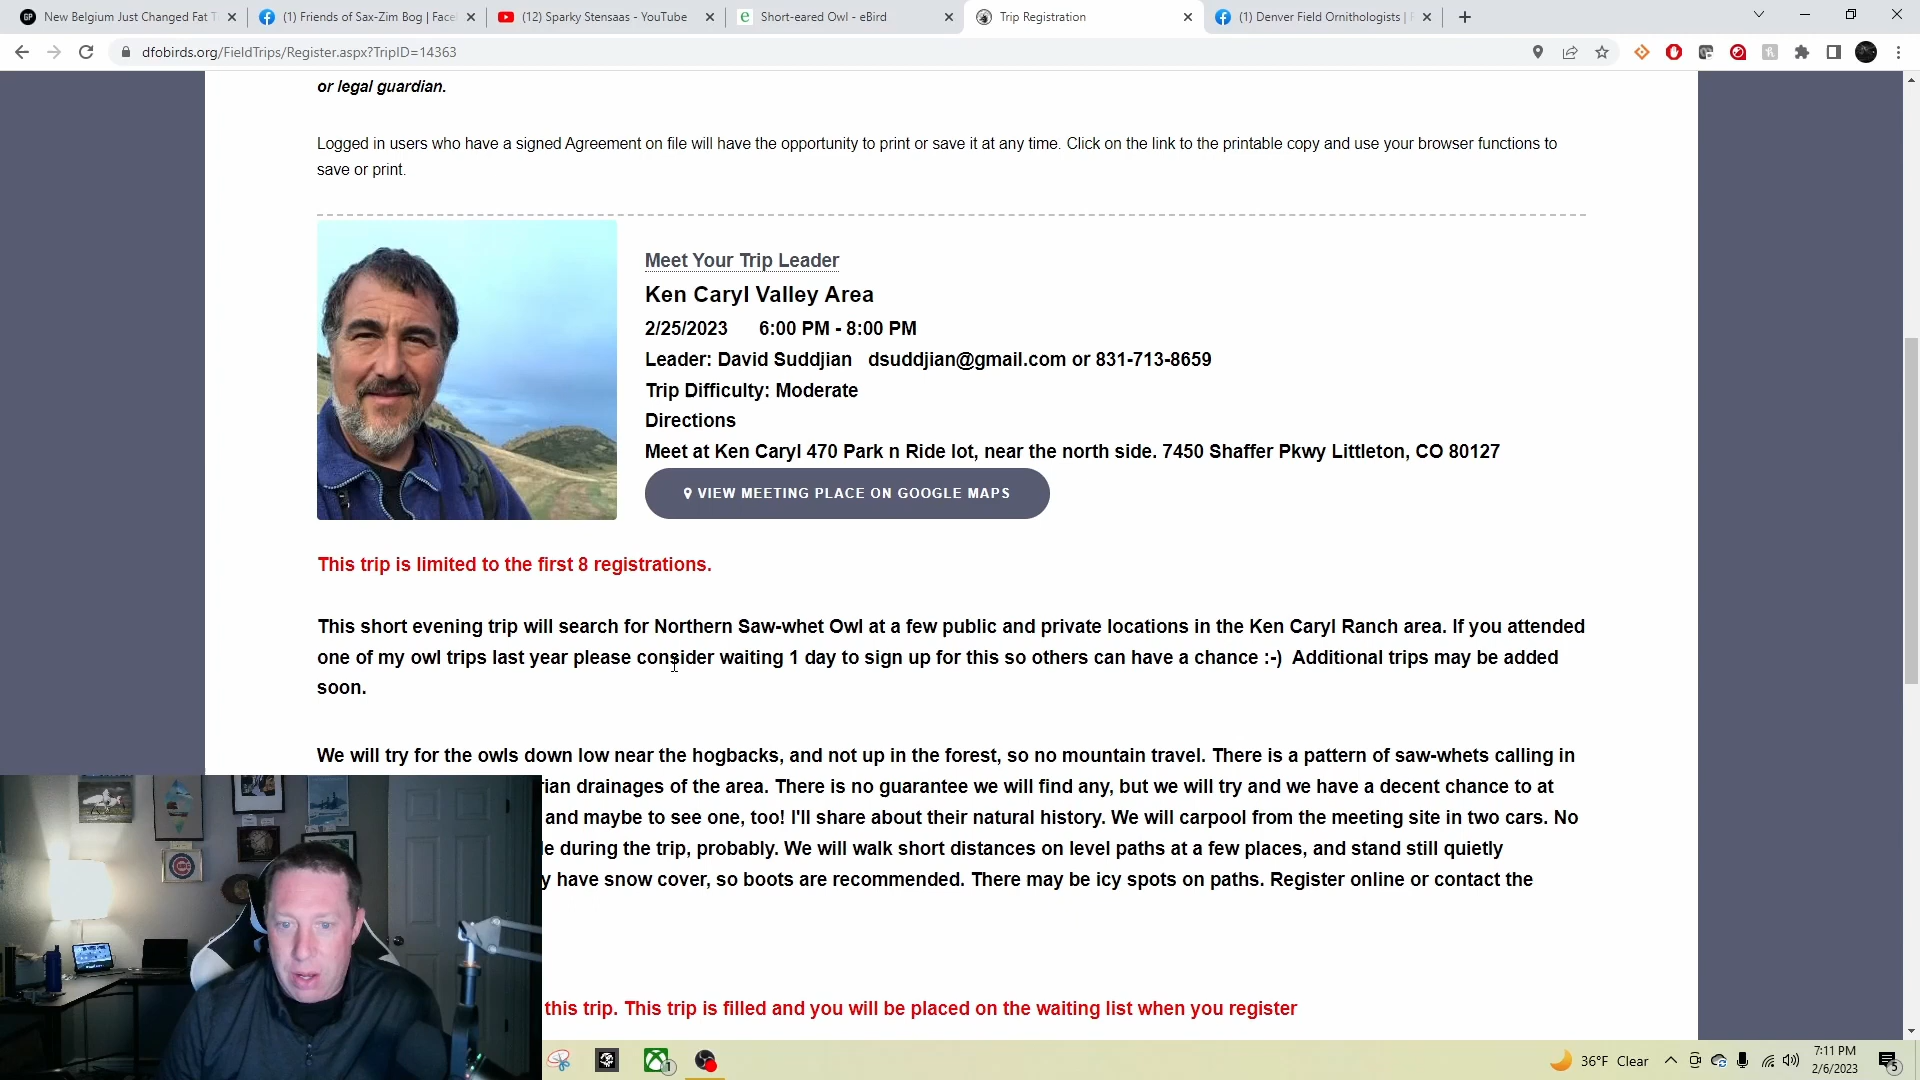 New Belgium Just Changed Fat T
(1) Friends of Sax-Zim Bog | Face
(12) Sparky Stensaas - YouTube
Short-eared Owl - eBird
Trip Registration
(1) Denver Field Ornithologists |
dfobirds.org/FieldTrips/Register.aspx?TripID=14363
or legal guardian.
Logged in users who have a signed Agreement on file will have the opportunity to print or save it at any time. Click on the link to the printable copy and use your browser functions to
save or print.
Meet Your Trip Leader
Ken Caryl Valley Area
2/25/2023 6:00 PM - 8:00 PM
Leader: David Suddjian dsuddjian@gmail.com or 831-713-8659
Trip Difficulty: Moderate
Directions
Meet at Ken Caryl 470 Park n Ride lot, near the north side. 7450 Shaffer Pkwy Littleton, CO 80127
VIEW MEETING PLACE ON GOOGLE MAPS
This trip is limited to the first 8 registrations.
This short evening trip will search for Northern Saw-whet Owl at a few public and private locations in the Ken Caryl Ranch area. If you attended
one of my owl trips last year please consider waiting 1 day to sign up for this so others can have a chance :-) Additional trips may be added
soon.
We will try for the owls down low near the hogbacks, and not up in the forest, so no mountain travel. There is a pattern of saw-whets calling in
rian drainages of the area. There is no guarantee we will find any, but we will try and we have a decent chance to at
and maybe to see one, too! I'll share about their natural history. We will carpool from the meeting site in two cars. No
le during the trip, probably. We will walk short distances on level paths at a few places, and stand still quietly
y have snow cover, so boots are recommended. There may be icy spots on paths. Register online or contact the
this trip. This trip is filled and you will be placed on the waiting list when you register
1
36°F Clear
7:11 PM
2/6/2023
5